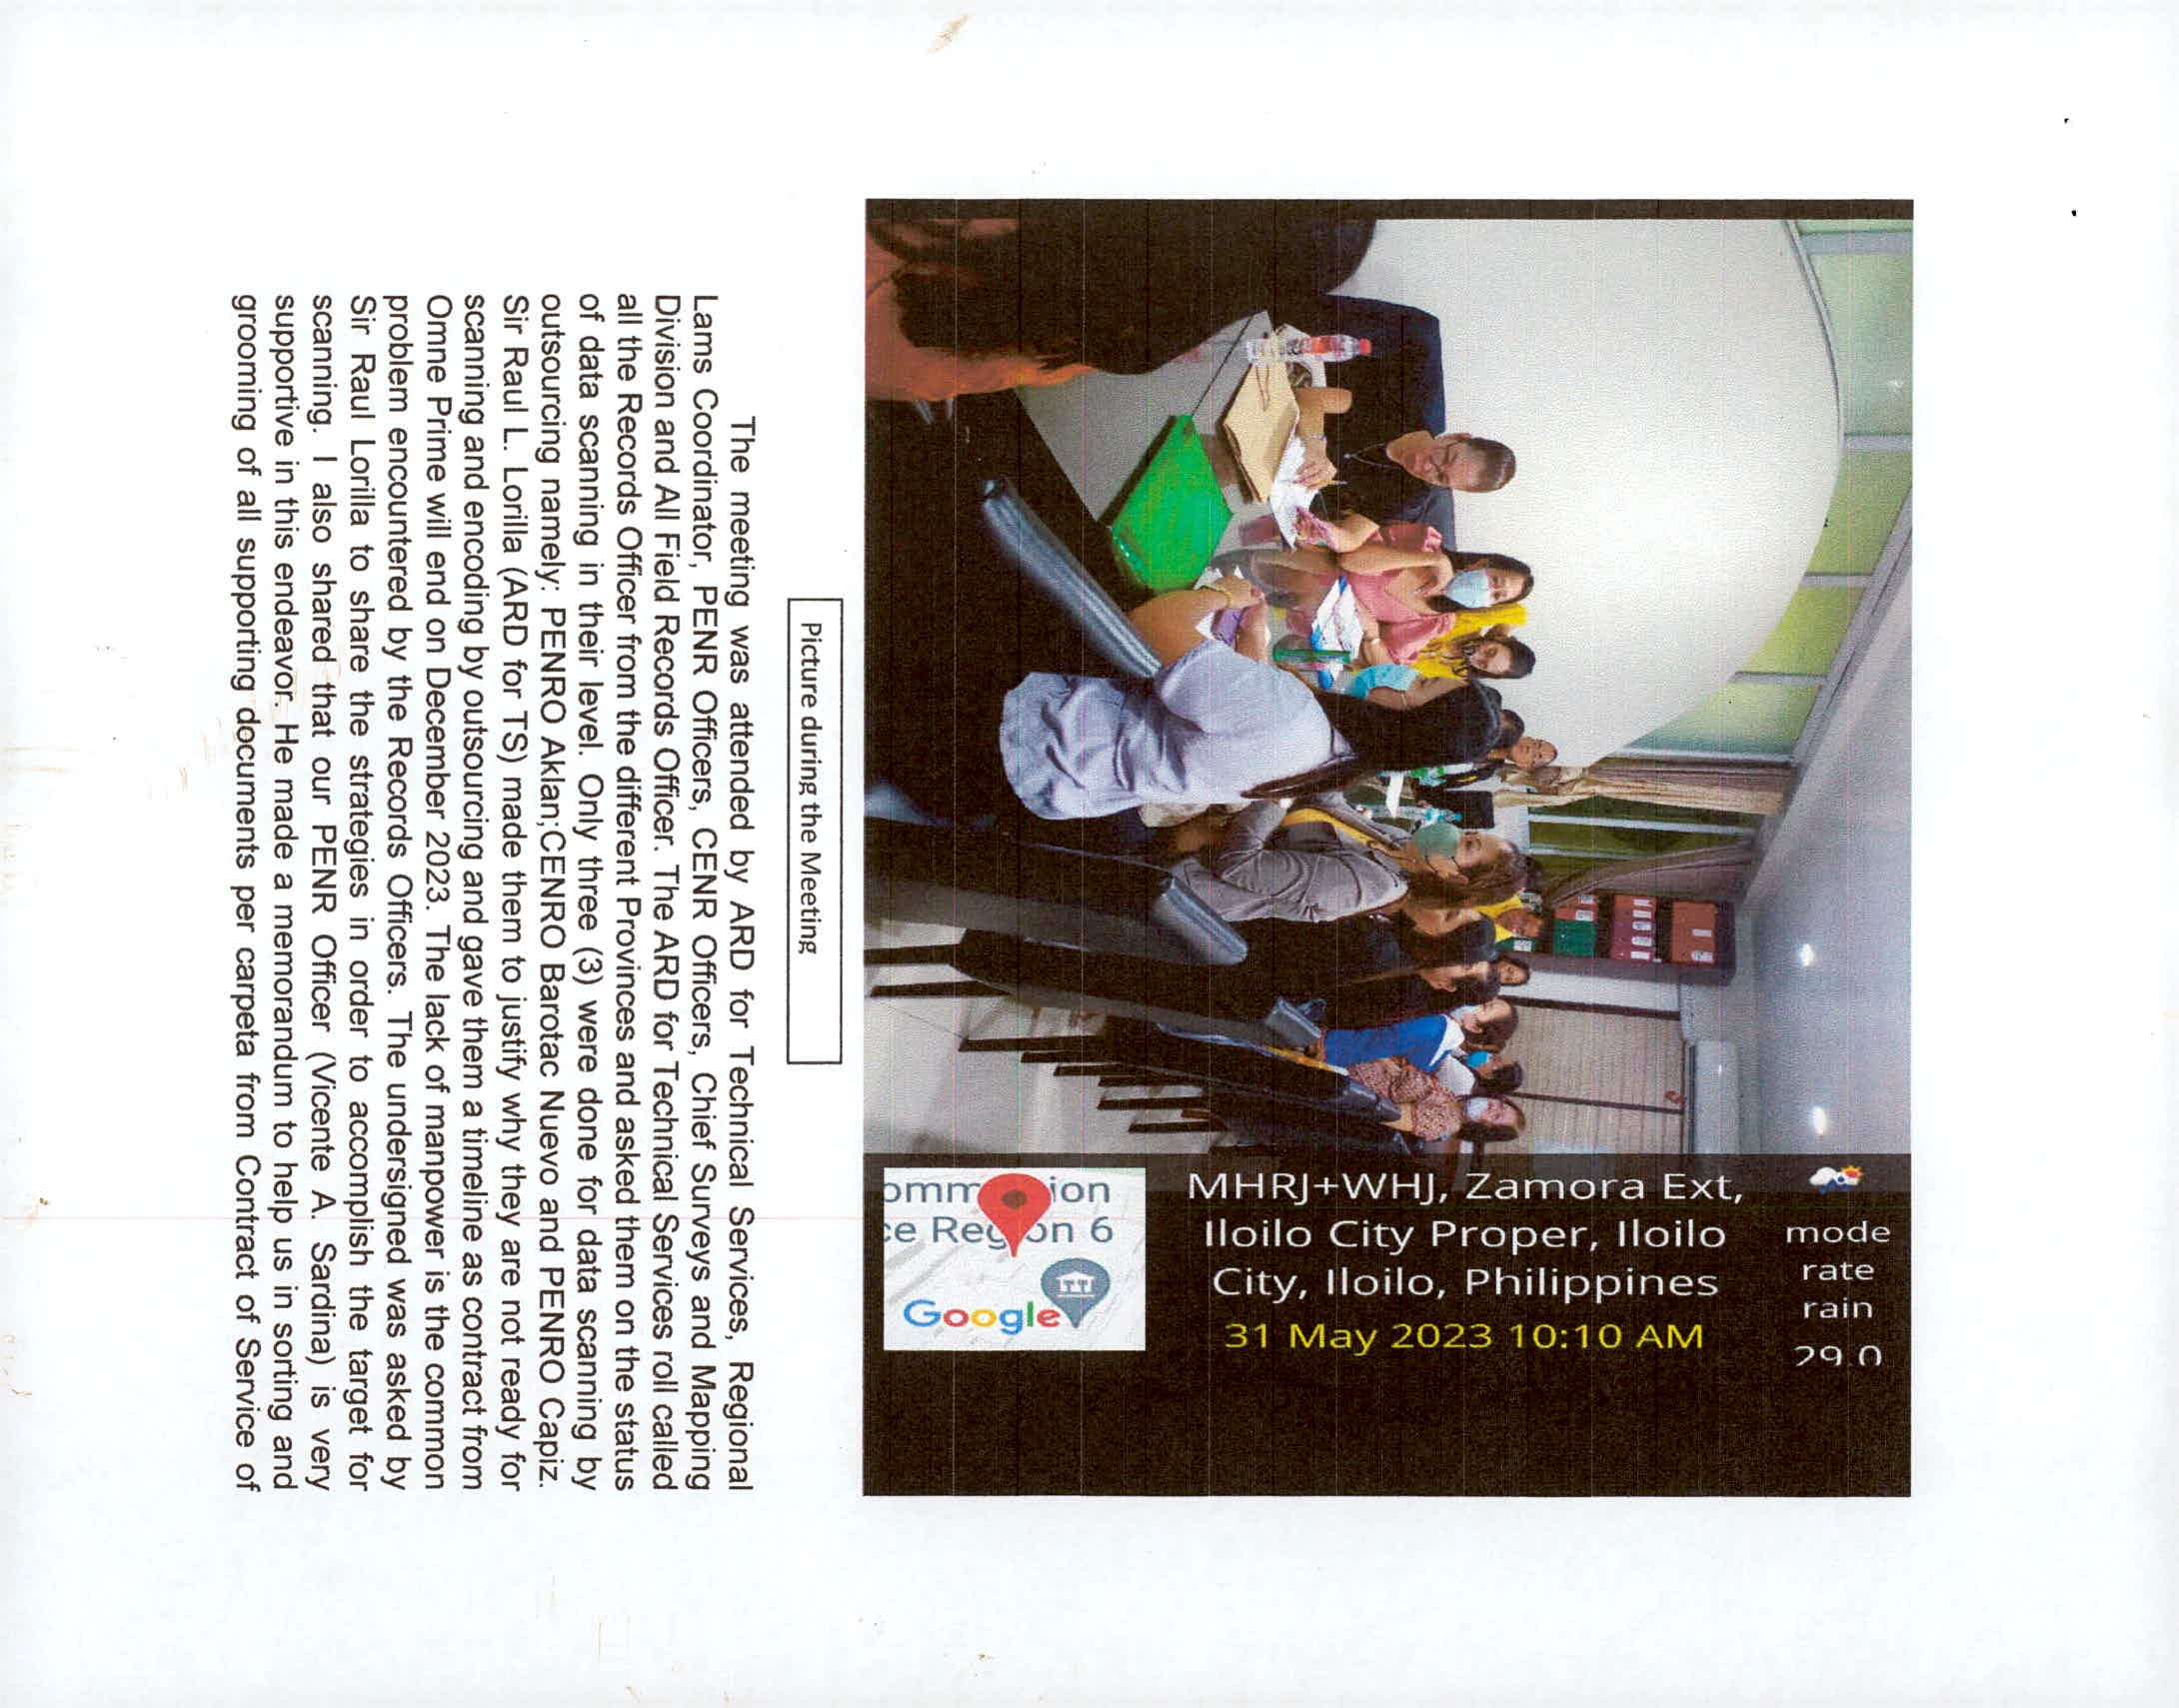 MHRJ+WHJ, Zamora Ext,
Iloilo City Proper, Iloilo
City, Iloilo, Philippines
31 May 2023 10:10 AM
mode
rate
rain
29.0
ion
Region 6
Google
Picture during the Meeting
The meeting was attended by ARD for Technical Services, Regional
Lams Coordinator, PENR Officers, CENR Officers, Chief Surveys and Mapping
Division and All Field Records Officer. The ARD for Technical Services roll called
all the Records Officer from the different Provinces and asked them on the status
of data scanning in their level. Only three (3) were done for data scanning by
outsourcing namely: PENRO Aklan;CENRO Barotac Nuevo and PENRO Capiz.
Sir Raul L. Lorilla (ARD for TS) made them to justify why they are not ready for
scanning and encoding by outsourcing and gave them a timeline as contract from
Omne Prime will end on December 2023. The lack of manpower is the common
problem encountered by the Records Officers. The undersigned was asked by
Sir Raul Lorilla to share the strategies in order to accomplish the target for
scanning. I also shared that our PENR Officer (Vicente A. Sardina) is very
supportive in this endeavor. He made a memorandum to help us in sorting and
grooming of all supporting documents per carpeta from Contract of Service of